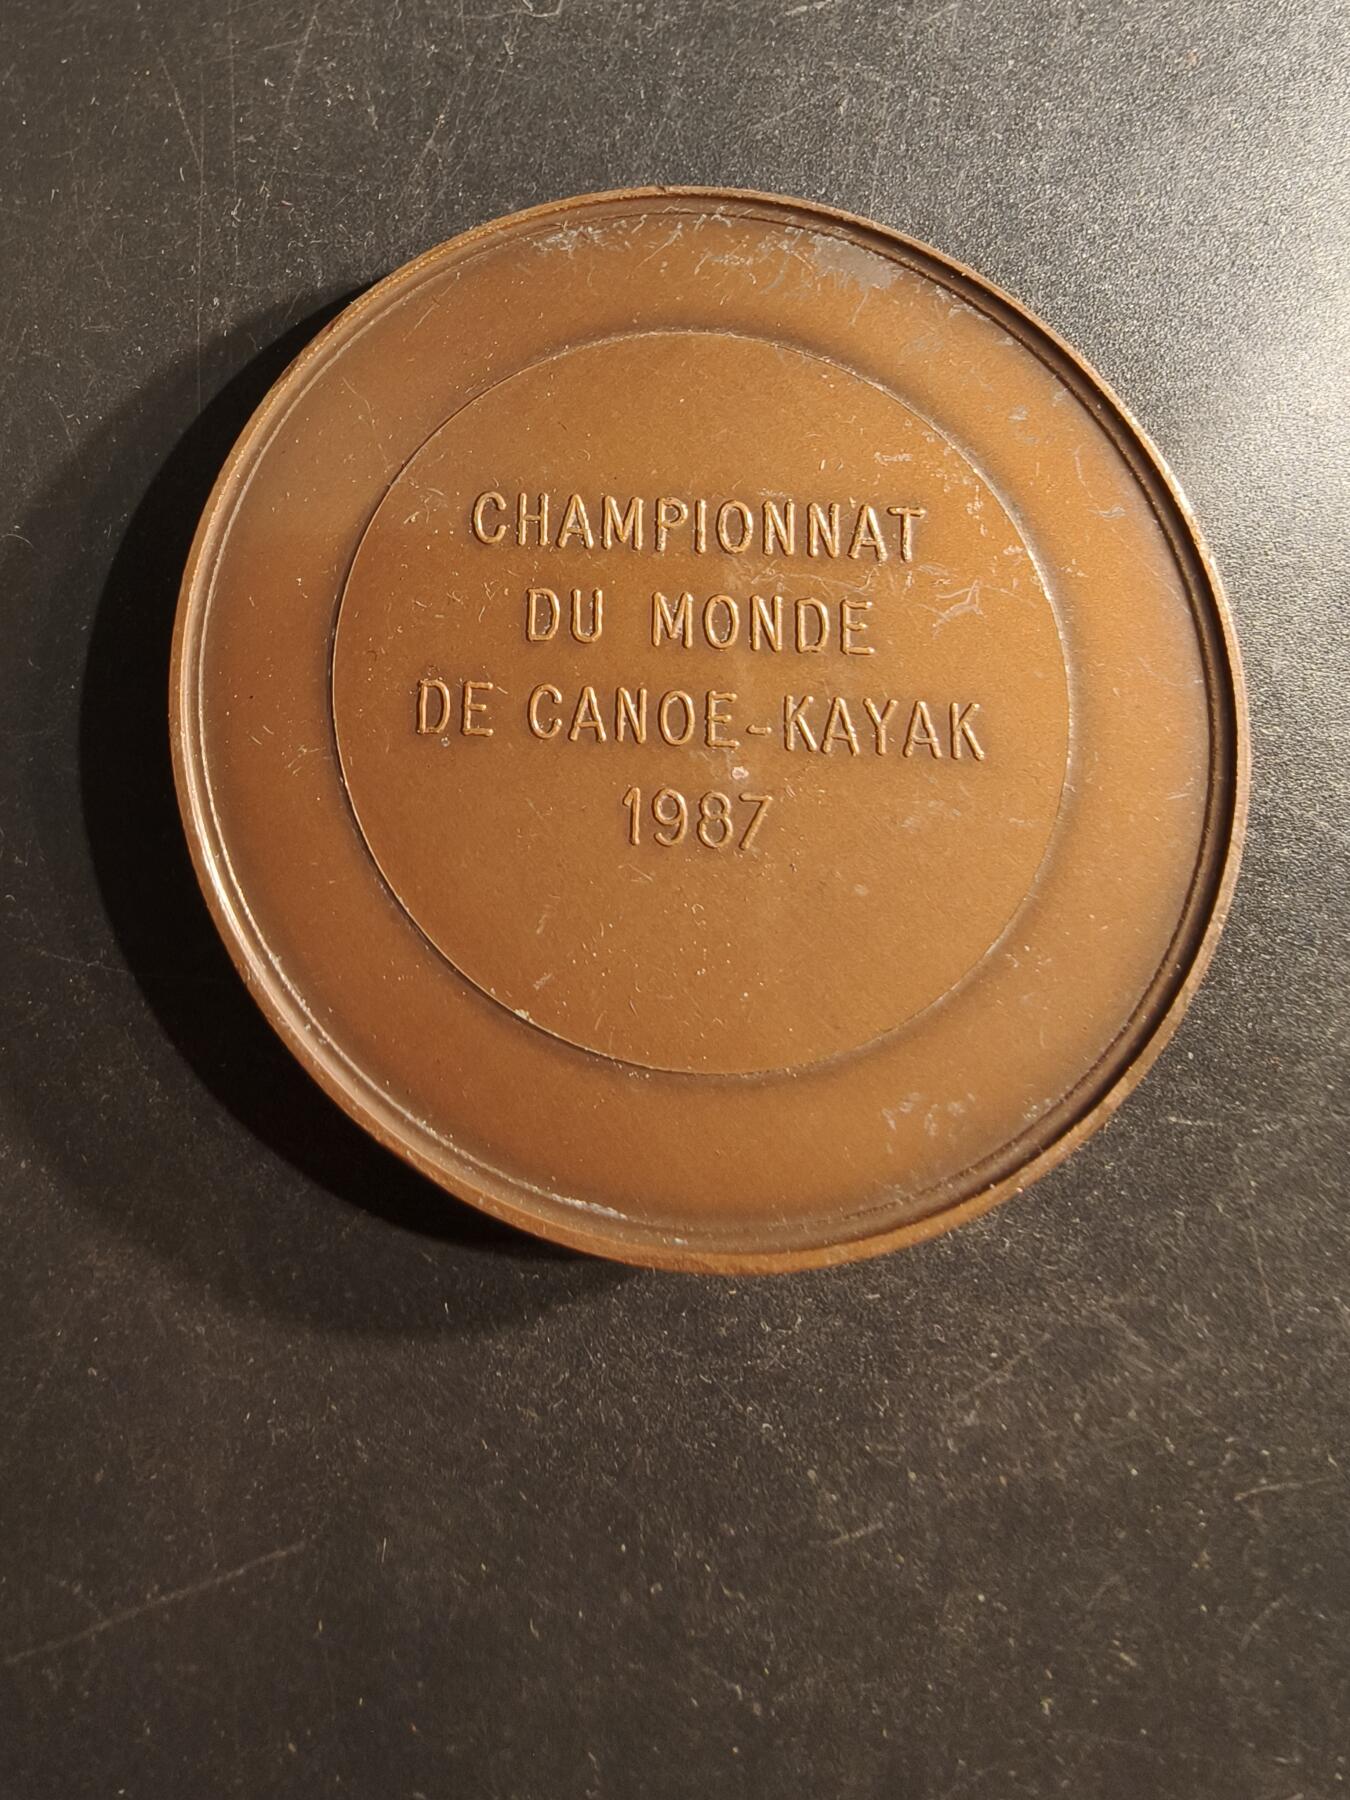 CHAMPIONNAT
DU MONDE
DE CANOE-KAYAK
1987